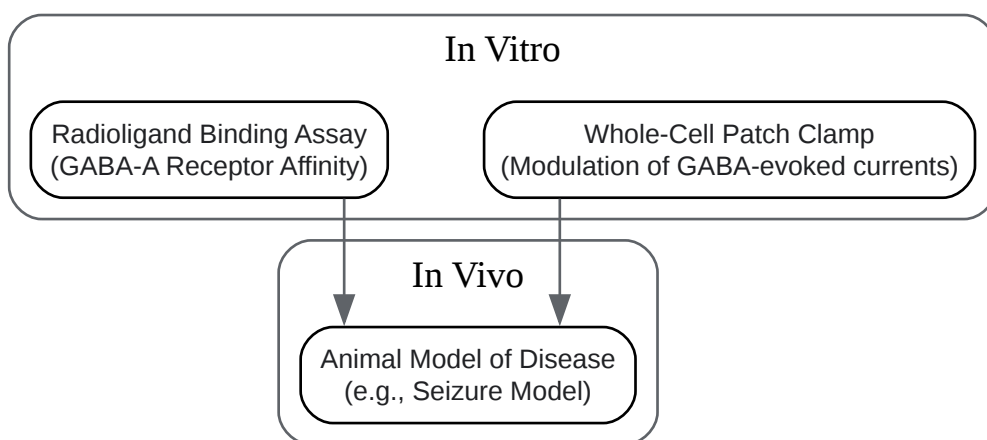 In Vitro
Radioligand Binding Assay
(GABA-A Receptor Affinity)
Whole-Cell Patch Clamp
(Modulation of GABA-evoked currents)
In Vivo
Animal Model of Disease
(e.g., Seizure Model)